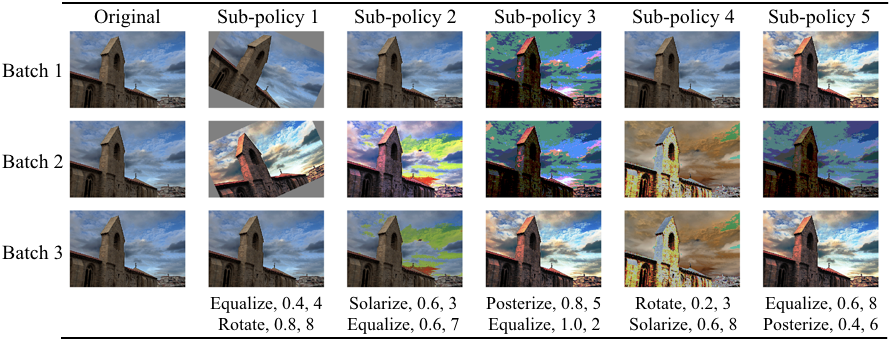 Original Sub-policy 1 Sub-policy 2 Sub-policy 3 Sub-policy 4 Sub-policy 5
Batch 1
Batch 2
Batch 3
Equalize, 0.4, 4 Solarize, 0.6, 3 Posterize, 0.8, 5 Rotate, 0.2, 3 Equalize, 0.6, 8
Rotate, 0.8, 8 Equalize, 0.6, 7 Equalize, 1.0, 2 Solarize, 0.6, 8 Posterize, 0.4, 6